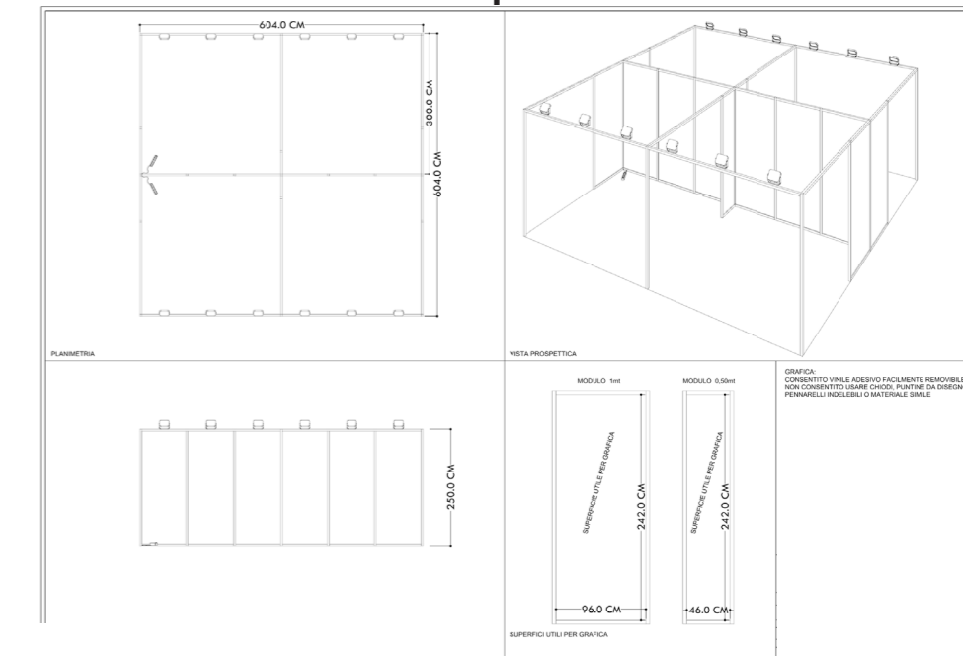 604.0 CM
300.0 CM
604.0 CM
PLANIMETRIA
VISTA PROSPETTICA
250.0 CM
MODULO 1mt
MODULO 0,50mt
SUPERFICIE UTILE PER GRAFICA
242.0 CM
96.0 CM
SUPERFICIE UTILE PER GRAFICA
242.0 CM
46.0 CM
SUPERFICI UTILI PER GRAFICA
GRAFICA:
CONSENTITO VINILE ADESIVO FACILMENTE REMOVIBILE
NON CONSENTITO USARE CHIODI, PUNTINE DA DISEGNO
PENNARELLI INDELEBILI O MATERIALE SIMILE